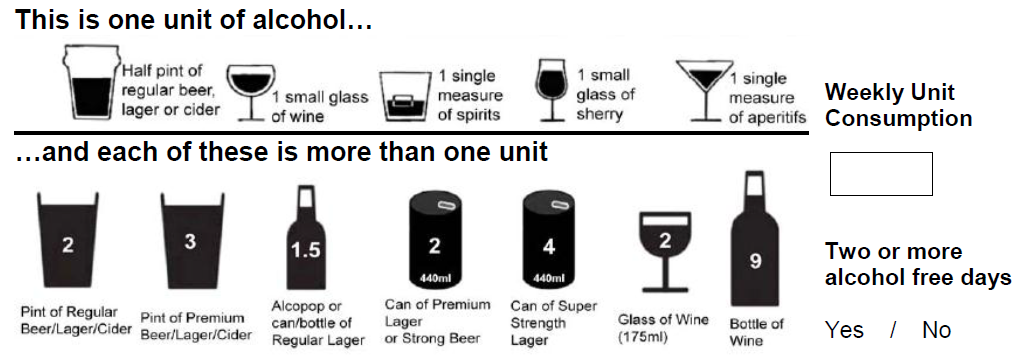 This is one unit of alcohol…
Half pint of
regular beer,
lager or cider
1 small glass
of wine
1 single
measure
of spirits
1 small
glass of
sherry
1 single
measure
of aperitifs
…and each of these is more than one unit
2
Pint of Regular
Beer/Lager/Cider
3
Pint of Premium
Beer/Lager/Cider
1.5
Alcopop or
can/bottle of
Regular Lager
2
440ml
Can of Premium
Lager
or Strong Beer
4
440ml
Can of Super
Strength
Lager
2
Glass of Wine
(175ml)
9
Bottle of
Wine
Weekly Unit
Consumption
Two or more
alcohol free days
Yes / No